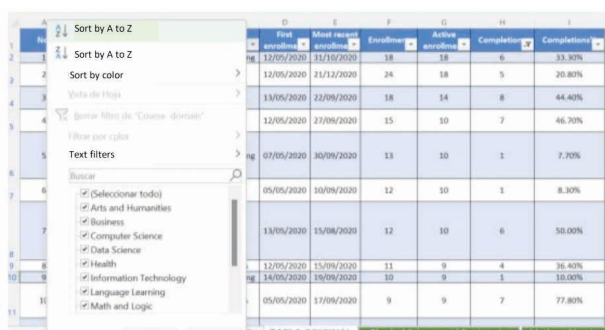 A D E F G H I
No First enrollme Most recent enrollme Enrollmen Active enrollme Completion Completions
Sort by A to Z
Sort by A to Z
Sort by color
Vista de Hoja
Borrar filtro de "Course domain"
Filtrar por color
Text filters
Buscar
(Seleccionar todo)
Arts and Humanities
Business
Computer Science
Data Science
Health
Information Technology
Language Learning
Math and Logic
1 ng 12/05/2020 31/10/2020 18 18 6 33.30%
2 12/05/2020 21/12/2020 24 18 5 20.80%
3 13/05/2020 22/09/2020 18 14 8 44.40%
4 12/05/2020 27/09/2020 15 10 7 46.70%
5 ng 07/05/2020 30/09/2020 13 10 1 7.70%
6 05/05/2020 10/09/2020 12 10 1 8.30%
7 13/05/2020 15/08/2020 12 10 6 50.00%
8 12/05/2020 15/09/2020 11 9 4 36.40%
9 ng 14/05/2020 19/09/2020 10 9 1 10.00%
10 05/05/2020 17/09/2020 9 9 7 77.80%